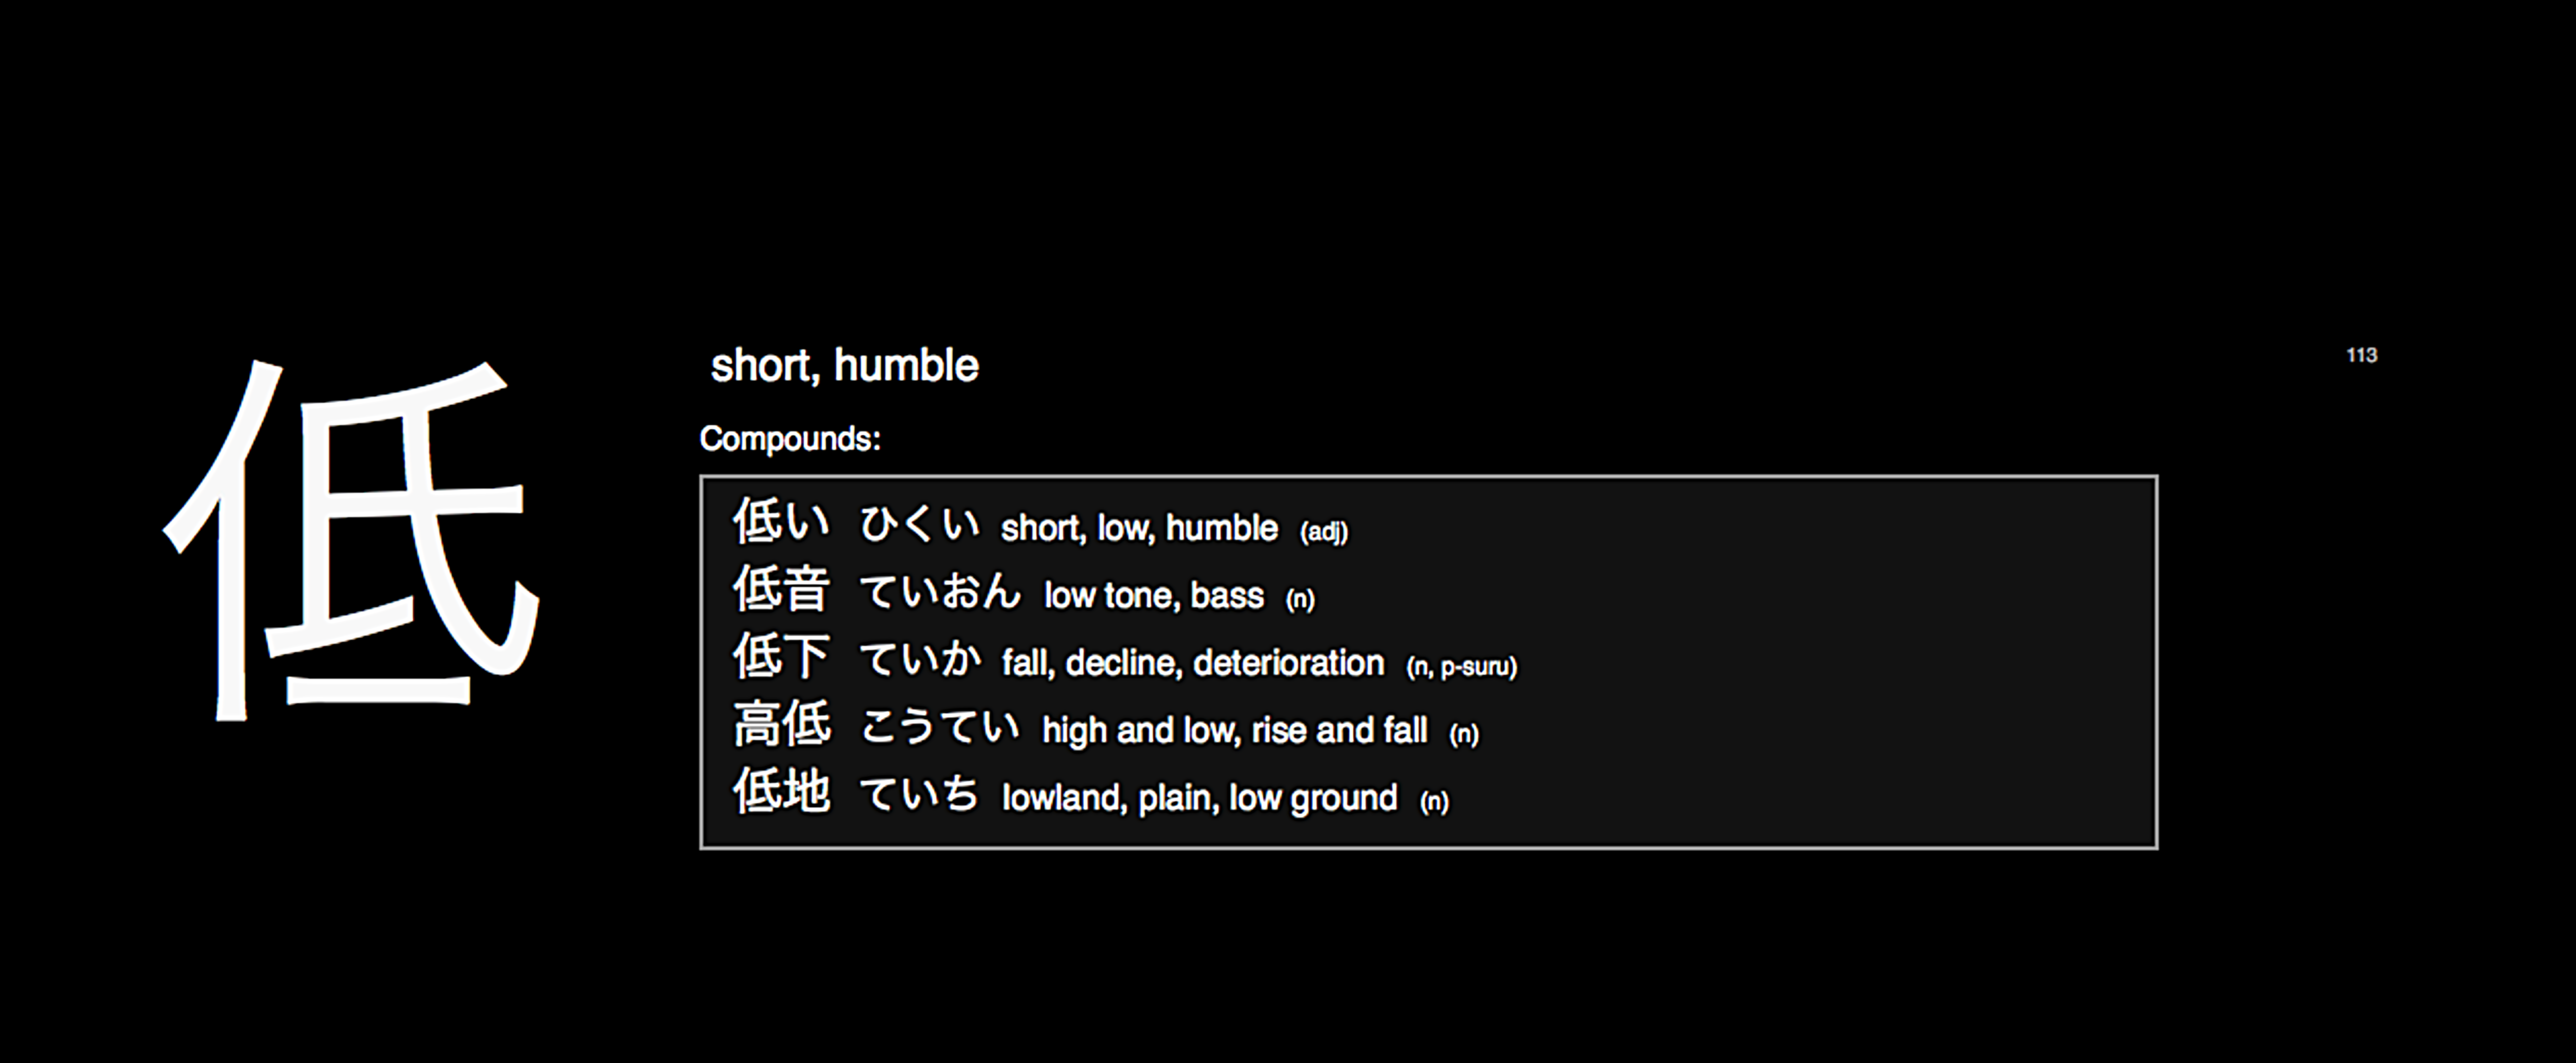 低
short, humble
113
Compounds:
低い ひくい short, low, humble (adj)
低音 ていおん low tone, bass (n)
低下 ていか fall, decline, deterioration (n, p-suru)
高低 こうてい high and low, rise and fall (n)
低地 ていち lowland, plain, low ground (n)